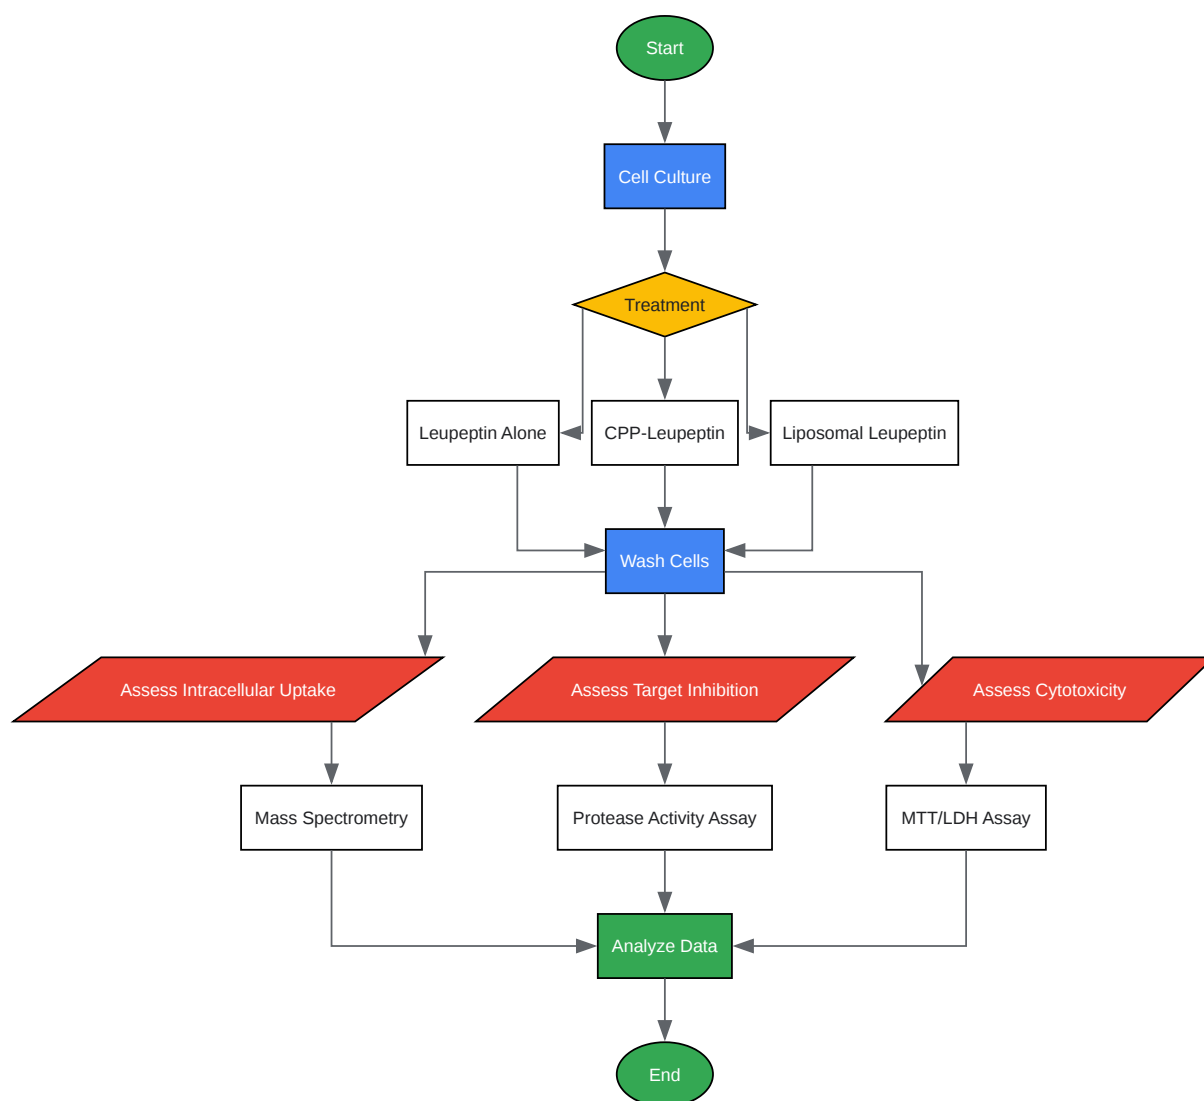 Start
Cell Culture
Treatment
Leupeptin Alone
CPP-Leupeptin
Liposomal Leupeptin
Wash Cells
Assess Intracellular Uptake
Assess Target Inhibition
Assess Cytotoxicity
Mass Spectrometry
Protease Activity Assay
MTT/LDH Assay
Analyze Data
End